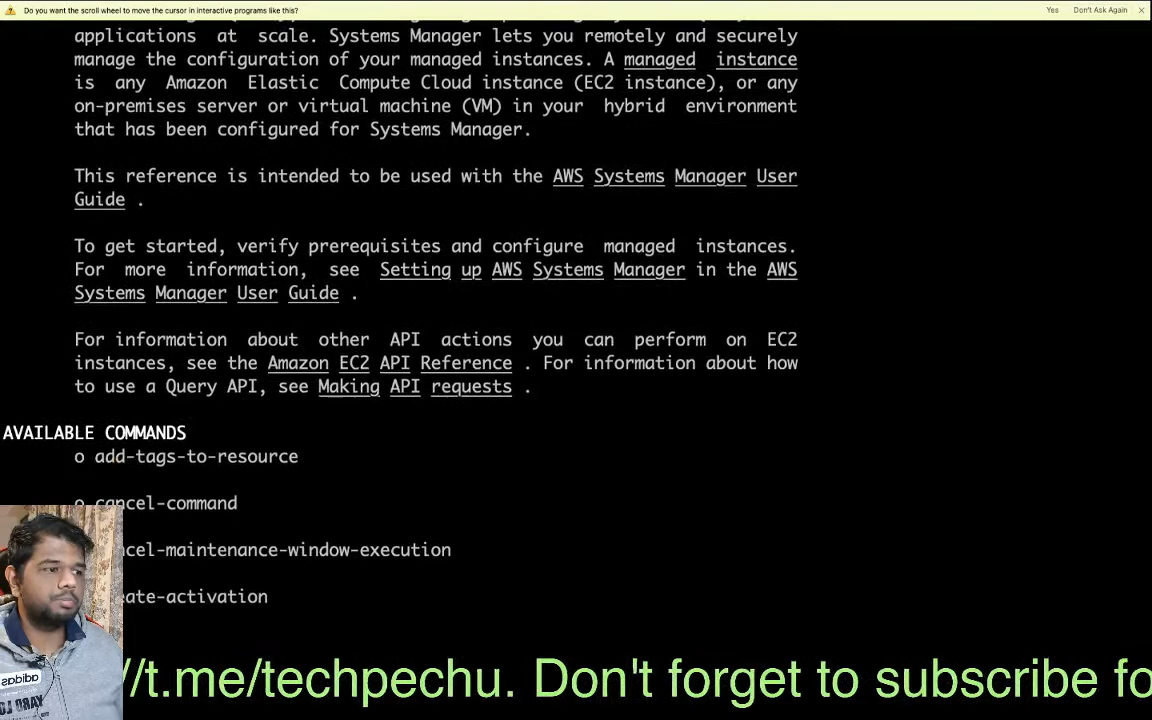 Do you want the scroll wheel to move the cursor in interactive programs like this?
Yes
Don't Ask Again
applications at scale. Systems Manager lets you remotely and securely
manage the configuration of your managed instances. A managed instance
is any Amazon Elastic Compute Cloud instance (EC2 instance), or any
on-premises server or virtual machine (VM) in your hybrid environment
that has been configured for Systems Manager.
This reference is intended to be used with the AWS Systems Manager User
Guide .
To get started, verify prerequisites and configure managed instances.
For more information, see Setting up AWS Systems Manager in the AWS
Systems Manager User Guide .
For information about other API actions you can perform on EC2
instances, see the Amazon EC2 API Reference . For information about how
to use a Query API, see Making API requests .
AVAILABLE COMMANDS
o add-tags-to-resource
o cancel-command
ncel-maintenance-window-execution
ate-activation
//t.me/techpechu. Don't forget to subscribe fo
adidas